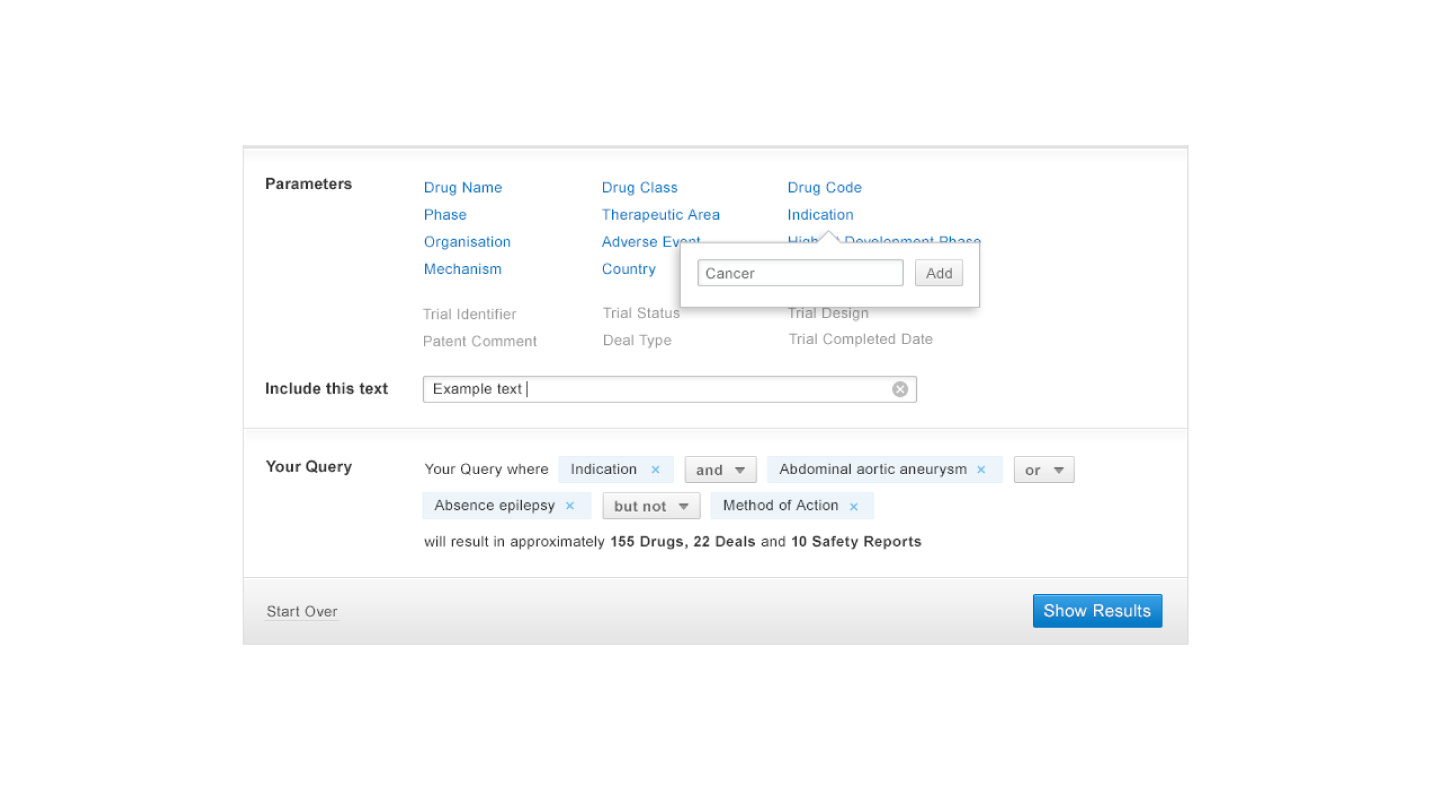 Parameters
Drug Name Drug Class Drug Code
Phase Therapeutic Area Indication
Organisation Adverse Event Development Phase
Mechanism Country
Cancer Add
Trial Identifier Trial Status Trial Design
Patent Comment Deal Type Trial Completed Date
Include this text Example text
Your Query Your Query where Indication × and Abdominal aortic aneurysm × or
Absence epilepsy × but not Method of Action ×
will result in approximately 155 Drugs, 22 Deals and 10 Safety Reports
Start Over Show Results